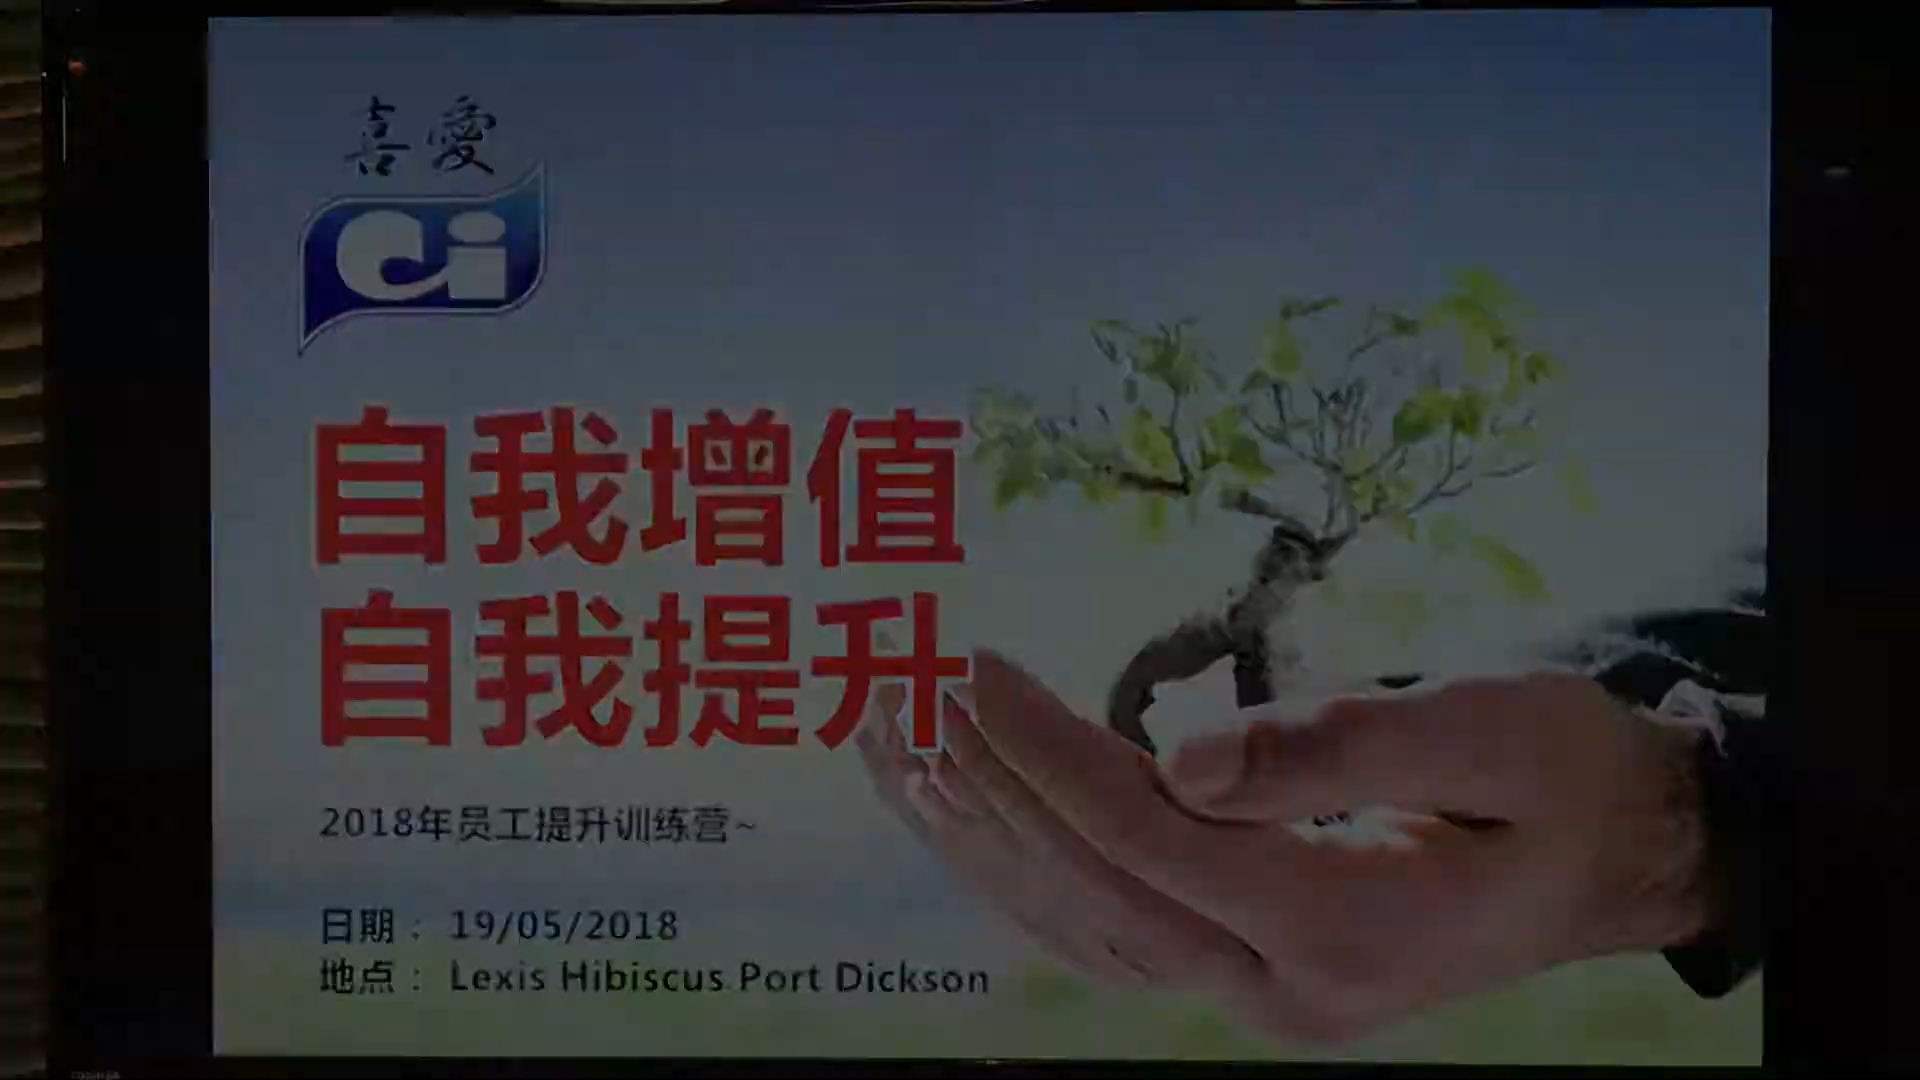 喜愛
ci
自我增值
自我提升
2018年员工提升训练营~
日期： 19/05/2018
地点： Lexis Hibiscus Port Dickson